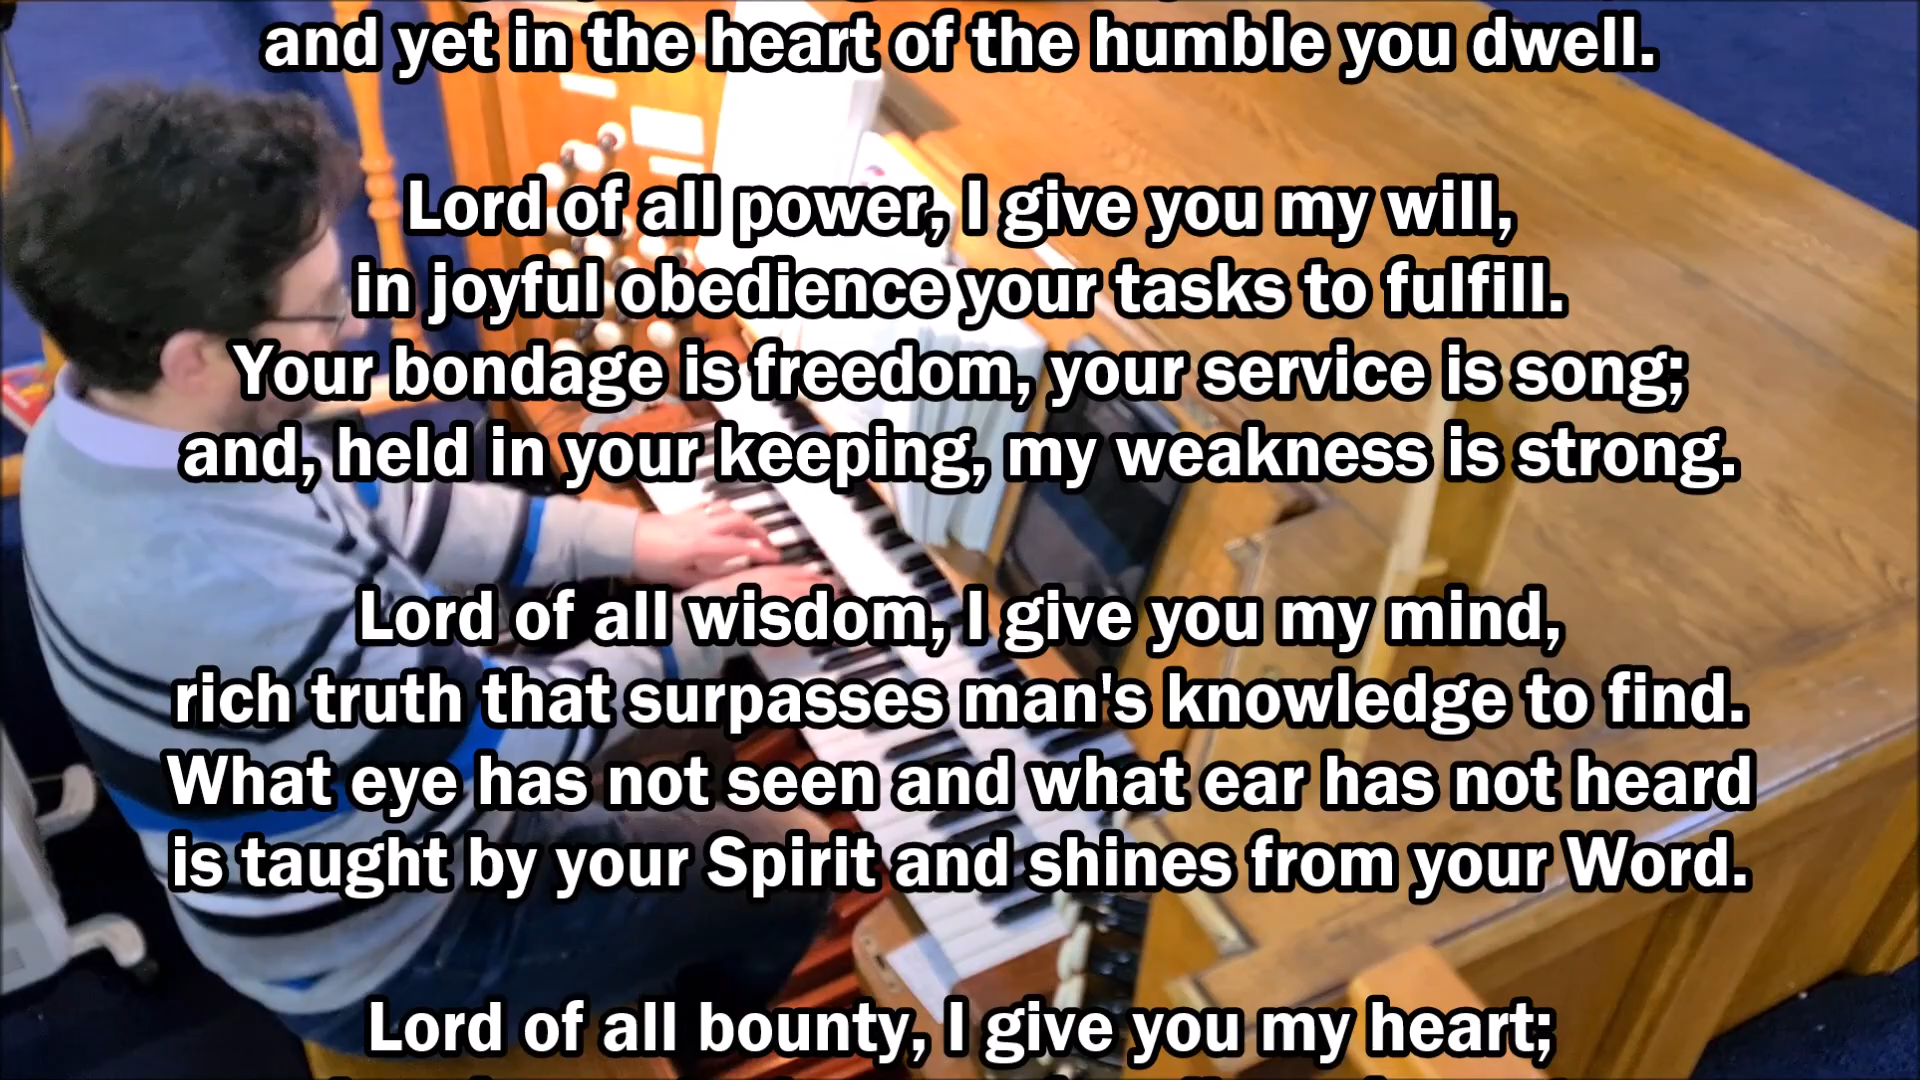 and yet in the heart of the humble you dwell.
Lord of all power, I give you my will,
in joyful obedience your tasks to fulfill.
Your bondage is freedom, your service is song;
and, held in your keeping, my weakness is strong.
Lord of all wisdom, I give you my mind,
rich truth that surpasses man's knowledge to find.
What eye has not seen and what ear has not heard
is taught by your Spirit and shines from your Word.
Lord of all bounty, I give you my heart;